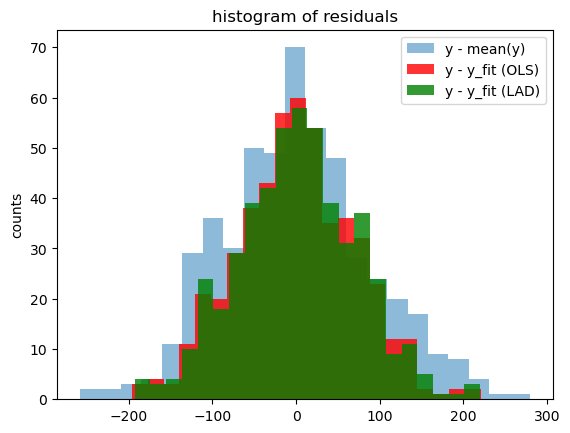 histogram of residuals
y - mean(y)
y - y_fit (OLS)
y - y_fit (LAD)
counts
70
60
50
40
30
20
10
0
−200 −100 0 100 200 300